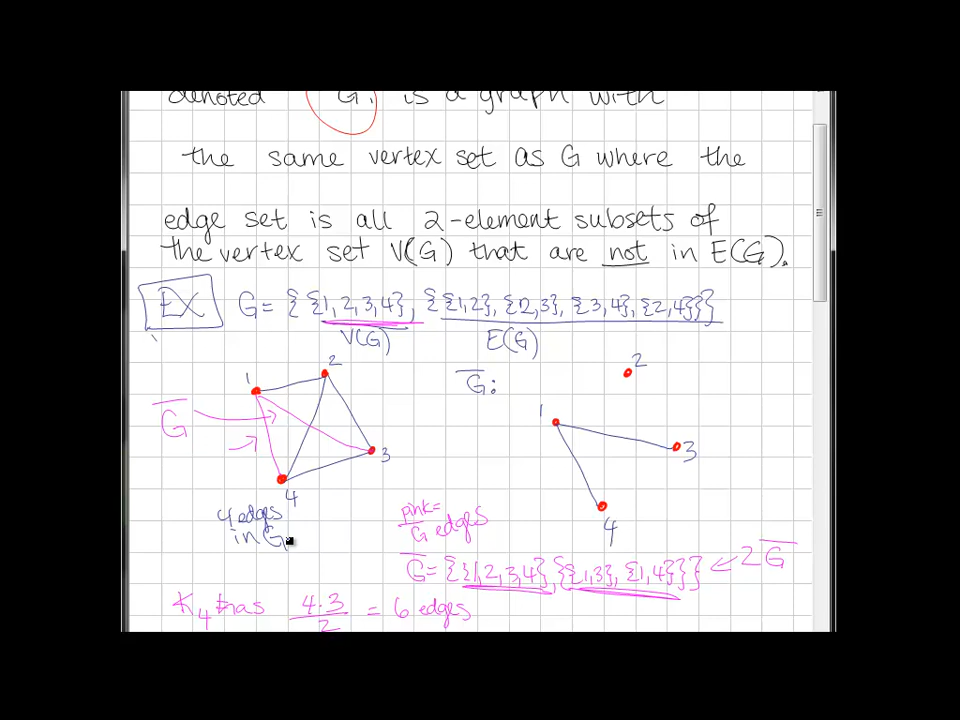 denoted G̅, is a graph with
the same vertex set as G where the
edge set is all 2-element subsets of
the vertex set V(G) that are not in E(G).
EX G = {{1,2,3,4}, {{1,2}, {2,3}, {3,4}, {2,4}}}
V(G) E(G)
1 2 3 4
G̅
G̅:
1 2 3 4
4 edges
in G
pink =
G̅ edges
G̅ = {{1,2,3,4}, {{1,3}, {1,4}}} ← 2 G̅
K4 has 4·3/2 = 6 edges